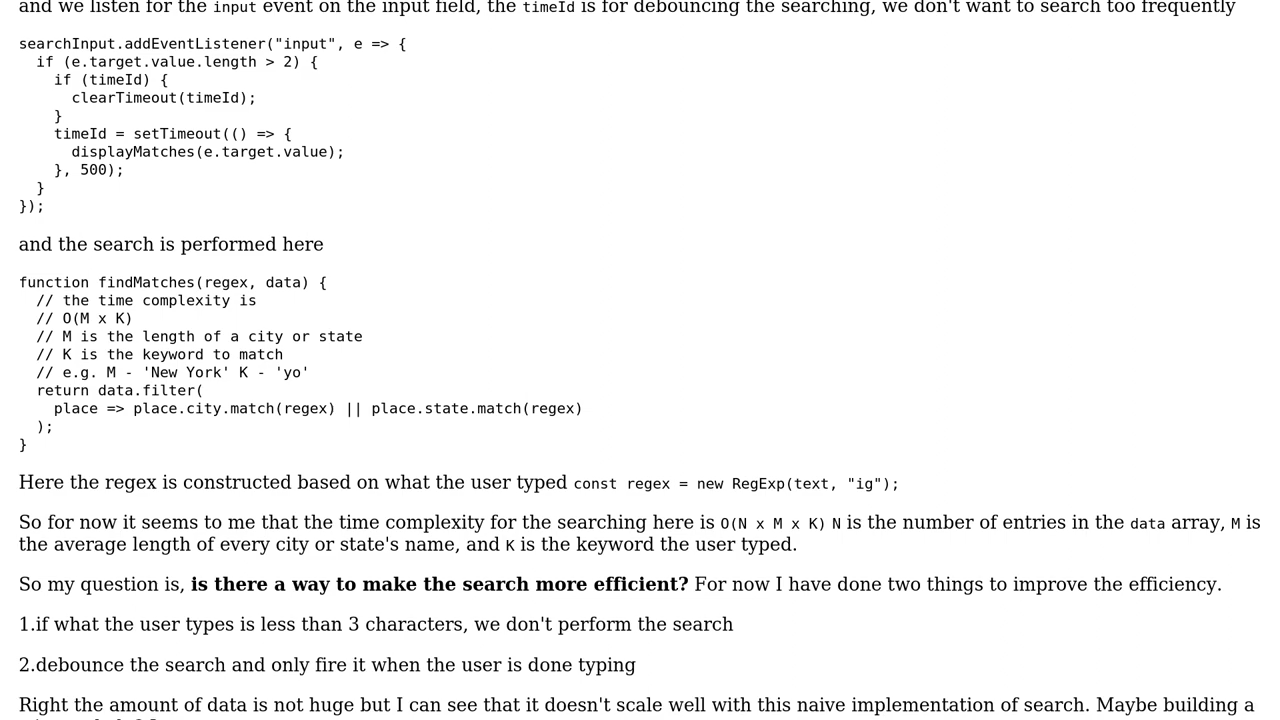 and we listen for the input event on the input field, the timeId is for debouncing the searching, we don't want to search too frequently
searchInput.addEventListener("input", e => {
  if (e.target.value.length > 2) {
    if (timeId) {
      clearTimeout(timeId);
    }
    timeId = setTimeout(() => {
      displayMatches(e.target.value);
    }, 500);
  }
});
and the search is performed here
function findMatches(regex, data) {
  // the time complexity is
  // O(M x K)
  // M is the length of a city or state
  // K is the keyword to match
  // e.g. M - 'New York' K - 'yo'
  return data.filter(
    place => place.city.match(regex) || place.state.match(regex)
  );
}
Here the regex is constructed based on what the user typed const regex = new RegExp(text, "ig");
So for now it seems to me that the time complexity for the searching here is O(N x M x K) N is the number of entries in the data array, M is
the average length of every city or state's name, and K is the keyword the user typed.
So my question is, is there a way to make the search more efficient? For now I have done two things to improve the efficiency.
1.if what the user types is less than 3 characters, we don't perform the search
2.debounce the search and only fire it when the user is done typing
Right the amount of data is not huge but I can see that it doesn't scale well with this naive implementation of search. Maybe building a